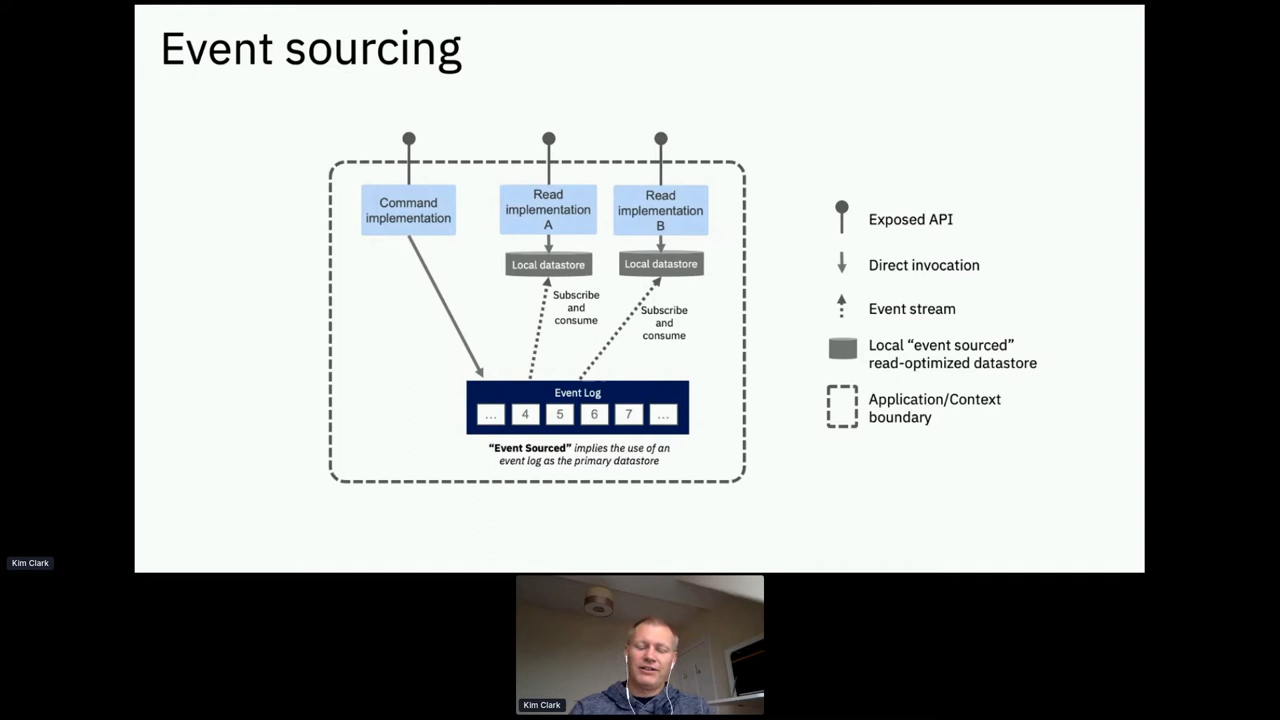 Event sourcing
Command
implementation
Read
implementation
A
Read
implementation
B
Local datastore
Local datastore
Subscribe
and
consume
Subscribe
and
consume
Event Log
... 4 5 6 7 ...
“Event Sourced” implies the use of an
event log as the primary datastore
Exposed API
Direct invocation
Event stream
Local “event sourced”
read-optimized datastore
Application/Context
boundary
Kim Clark
Kim Clark